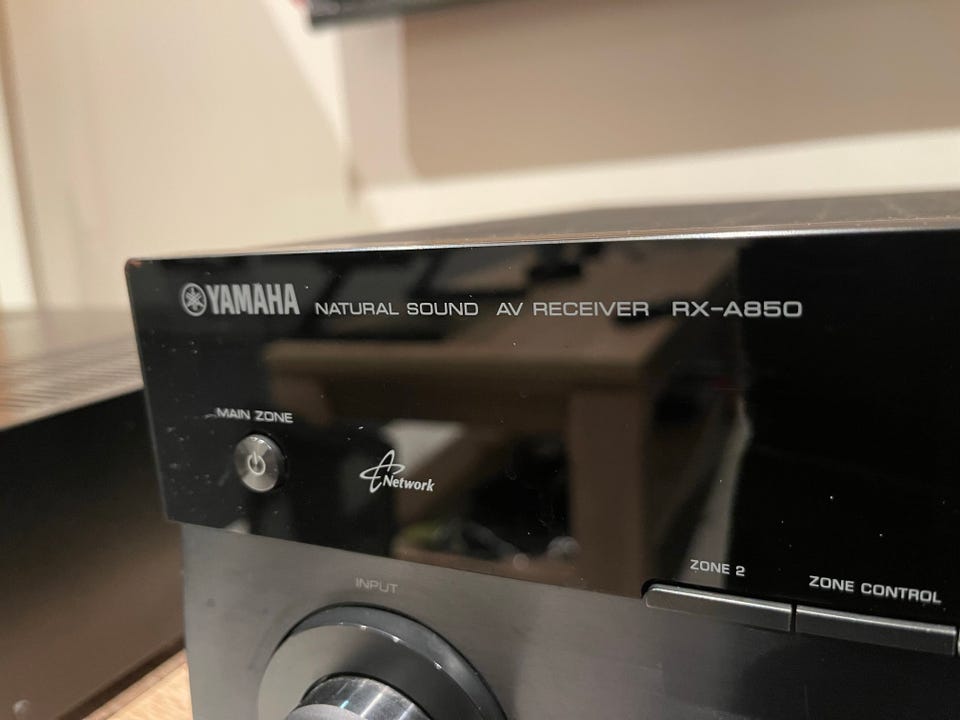 YAMAHA NATURAL SOUND AV RECEIVER RX-A850
MAIN ZONE
Network
INPUT
ZONE 2
ZONE CONTROL